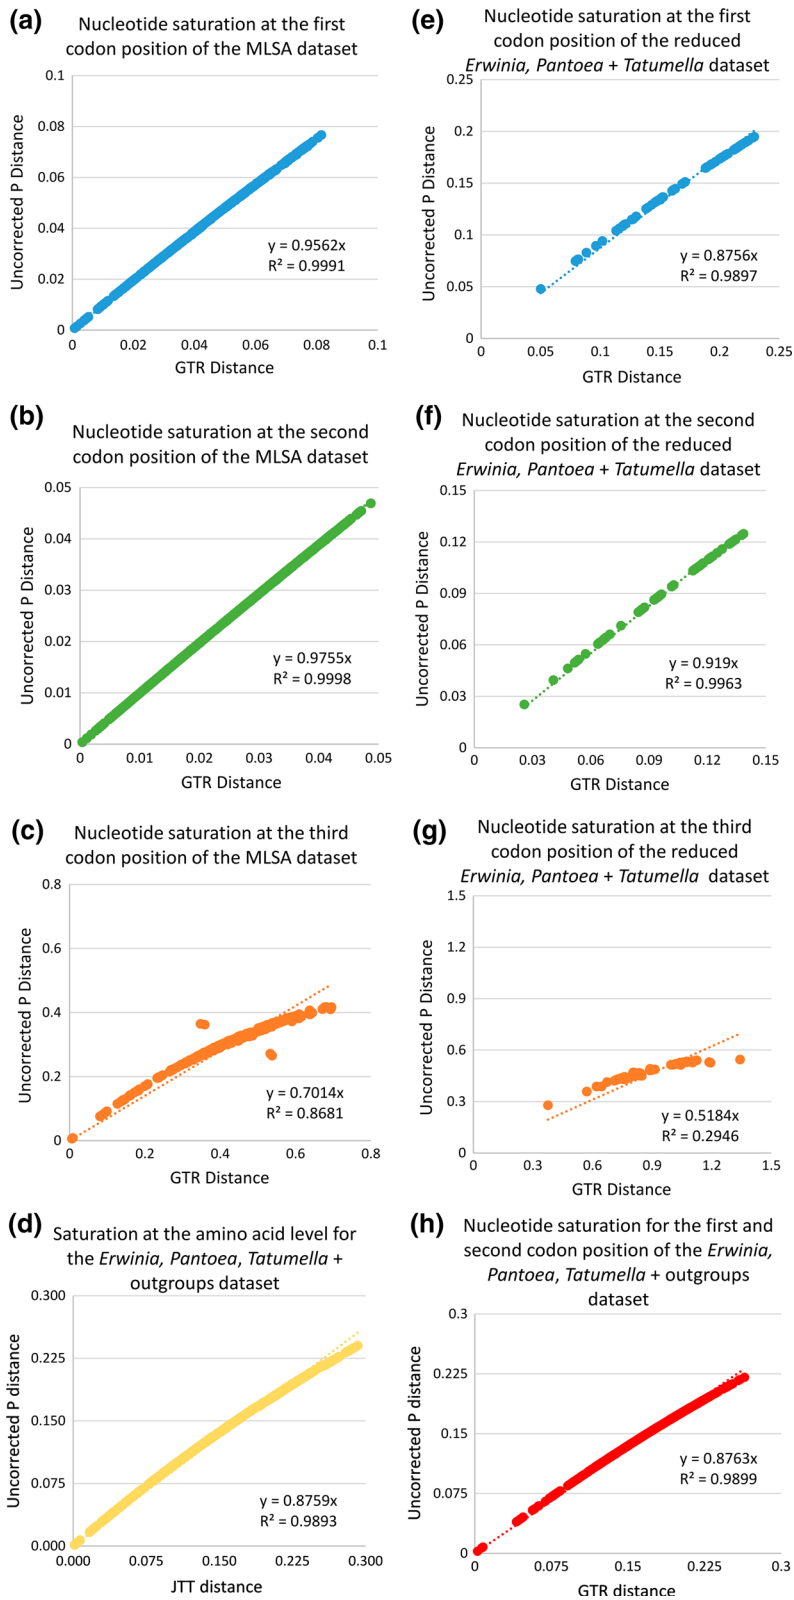 (a)
Nucleotide saturation at the first
codon position of the MLSA dataset
0.1
0.08
0.06
0.04
0.02
0
Uncorrected P Distance
y = 0.9562x
R² = 0.9991
0 0.02 0.04 0.06 0.08 0.1
GTR Distance
(b)
Nucleotide saturation at the second
codon position of the MLSA dataset
0.05
0.04
0.03
0.02
0.01
0
Uncorrected P Distance
y = 0.9755x
R² = 0.9998
0 0.01 0.02 0.03 0.04 0.05
GTR Distance
(c)
Nucleotide saturation at the third
codon position of the MLSA dataset
0.8
0.6
0.4
0.2
0
Uncorrected P Distance
y = 0.7014x
R² = 0.8681
0 0.2 0.4 0.6 0.8
GTR Distance
(d)
Saturation at the amino acid level for
the Erwinia, Pantoea, Tatumella +
outgroups dataset
0.300
0.225
0.150
0.075
0.000
Uncorrected P distance
y = 0.8759x
R² = 0.9893
0.000 0.075 0.150 0.225 0.300
JTT distance
(e)
Nucleotide saturation at the first
codon position of the reduced
Erwinia, Pantoea + Tatumella dataset
0.25
0.2
0.15
0.1
0.05
0
Uncorrected P Distance
y = 0.8756x
R² = 0.9897
0 0.05 0.1 0.15 0.2 0.25
GTR Distance
(f)
Nucleotide saturation at the second
codon position of the reduced
Erwinia, Pantoea + Tatumella dataset
0.15
0.12
0.09
0.06
0.03
0
Uncorrected P Distance
y = 0.919x
R² = 0.9963
0 0.03 0.06 0.09 0.12 0.15
GTR Distance
(g)
Nucleotide saturation at the third
codon position of the reduced
Erwinia, Pantoea + Tatumella dataset
1.5
1.2
0.9
0.6
0.3
0
Uncorrected P Distance
y = 0.5184x
R² = 0.2946
0 0.3 0.6 0.9 1.2 1.5
GTR Distance
(h)
Nucleotide saturation for the first and
second codon position of the Erwinia,
Pantoea, Tatumella + outgroups
dataset
0.3
0.225
0.15
0.075
0
Uncorrected P distance
y = 0.8763x
R² = 0.9899
0 0.075 0.15 0.225 0.3
GTR distance